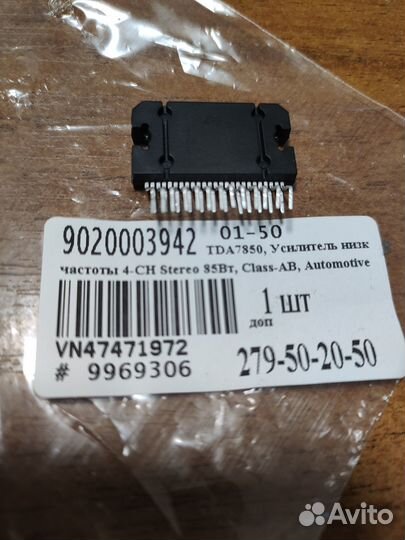 01-50
9020003942 TDA7850, Усилитель низк
частоты 4-CH Stereo 85Вт, Class-AB, Automotive
1 шт
доп
VN47471972
# 9969306
279-50-20-50
Avito